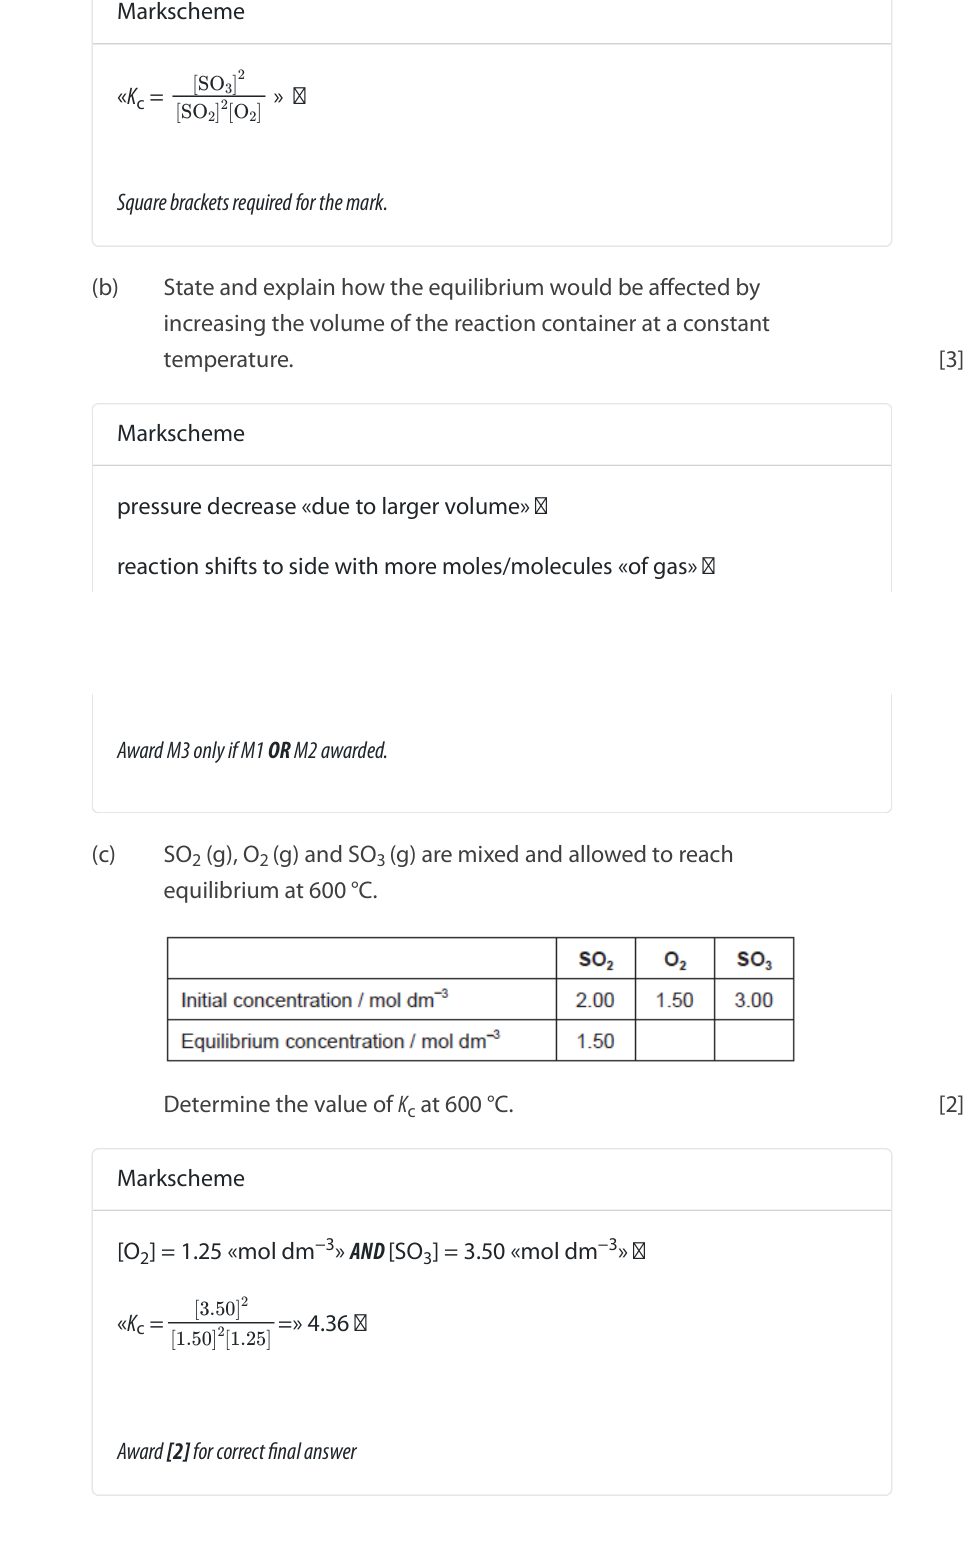 Markscheme
«Kc = [SO3]^2 / [SO2]^2[O2] » ☒
Square brackets required for the mark.
(b) State and explain how the equilibrium would be affected by
increasing the volume of the reaction container at a constant
temperature. [3]
Markscheme
pressure decrease «due to larger volume» ☒
reaction shifts to side with more moles/molecules «of gas» ☒
Award M3 only if M1 OR M2 awarded.
(c) SO2 (g), O2 (g) and SO3 (g) are mixed and allowed to reach
equilibrium at 600 °C.
SO2 O2 SO3
Initial concentration / mol dm−3 2.00 1.50 3.00
Equilibrium concentration / mol dm−3 1.50
Determine the value of Kc at 600 °C. [2]
Markscheme
[O2] = 1.25 «mol dm−3» AND [SO3] = 3.50 «mol dm−3» ☒
«Kc = [3.50]^2 / [1.50]^2[1.25] =» 4.36 ☒
Award [2] for correct final answer